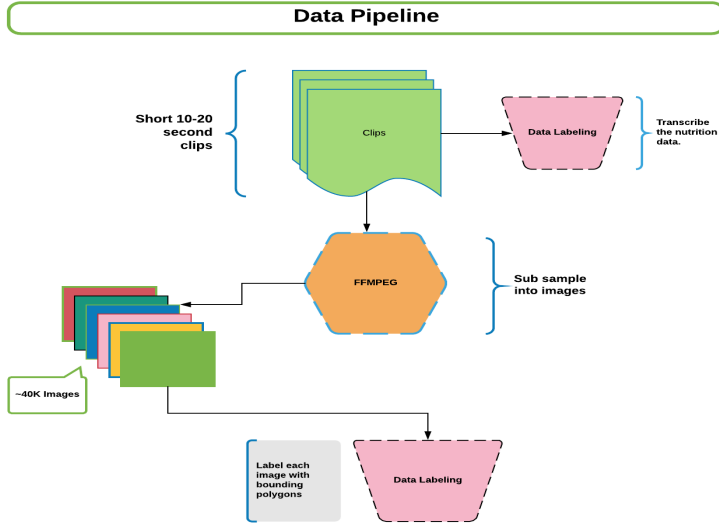 Data Pipeline
Short 10-20
second
clips
Clips
Data Labeling
Transcribe
the nutrition
data.
FFMPEG
Sub sample
into images
~40K Images
Label each
image with
bounding
polygons
Data Labeling